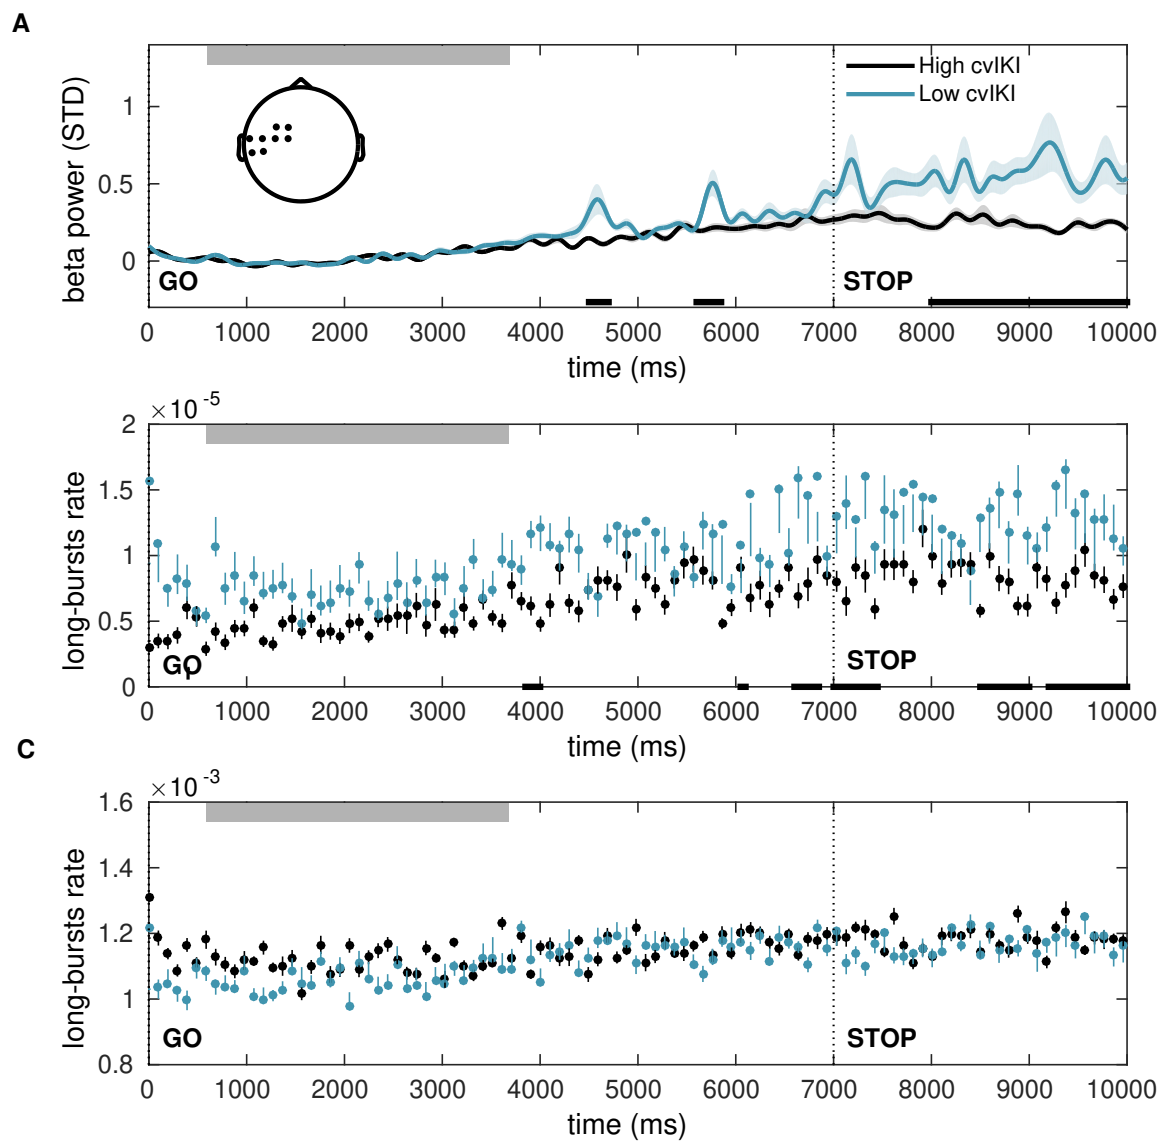 A
beta power (STD)
1
0.5
0
High cvIKI
Low cvIKI
GO
STOP
0 1000 2000 3000 4000 5000 6000 7000 8000 9000 10000
time (ms)
×10 -5
long-bursts rate
2
1.5
1
0.5
0
GO
STOP
0 1000 2000 3000 4000 5000 6000 7000 8000 9000 10000
time (ms)
C
×10 -3
long-bursts rate
1.6
1.4
1.2
1
0.8
GO
STOP
0 1000 2000 3000 4000 5000 6000 7000 8000 9000 10000
time (ms)